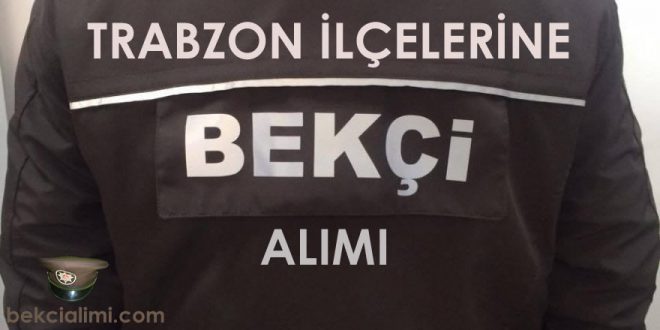 TRABZON İLÇELERİNE
BEKÇİ
ALIMI
bekcialimi.com